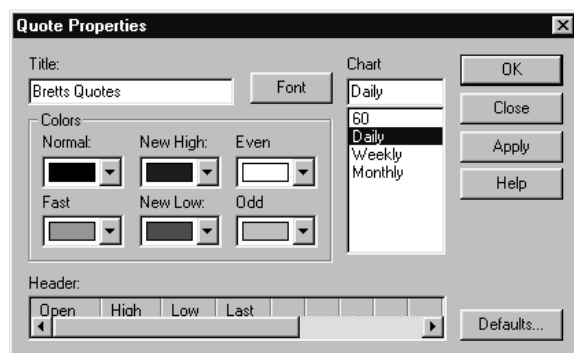 Quote Properties
Title:
Bretts Quotes
Font
Colors
Normal:
New High:
Even
Fast
New Low:
Odd
Chart
Daily
60
Daily
Weekly
Monthly
OK
Close
Apply
Help
Header:
Open High Low Last
Defaults...